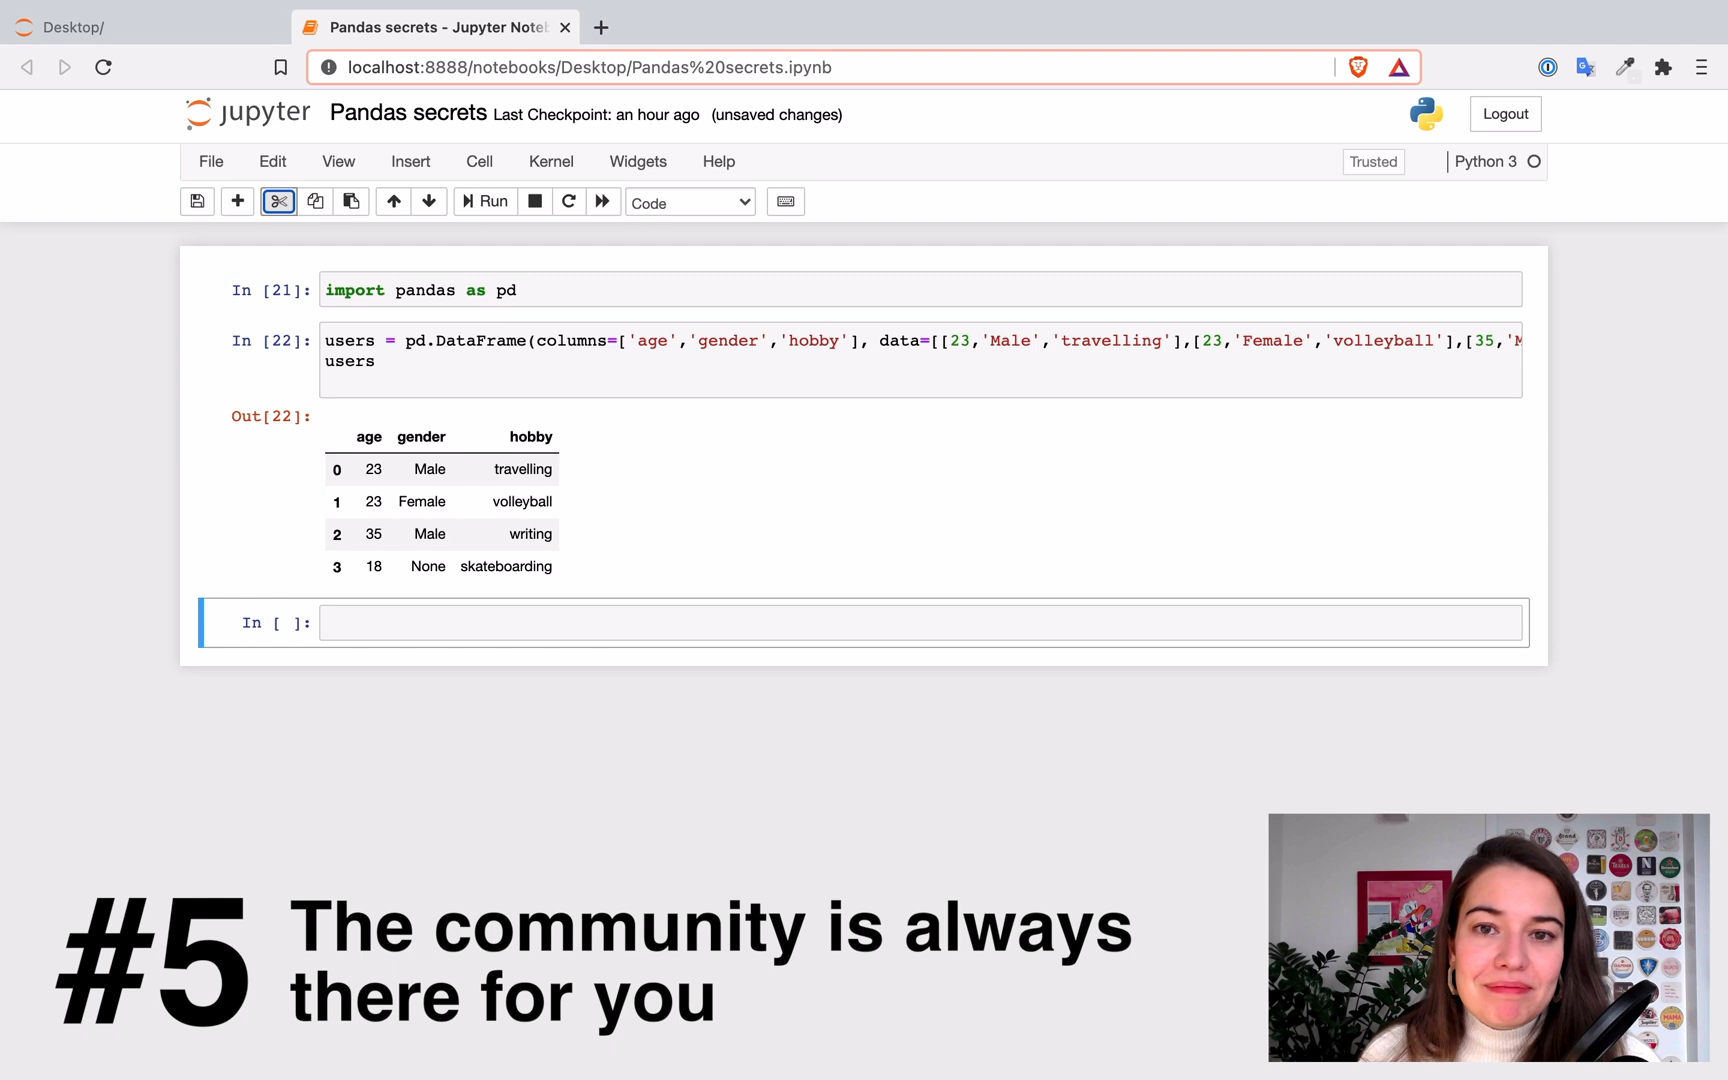 Desktop/
Pandas secrets - Jupyter Noteb
localhost:8888/notebooks/Desktop/Pandas%20secrets.ipynb
jupyter Pandas secrets Last Checkpoint: an hour ago (unsaved changes)
Logout
File Edit View Insert Cell Kernel Widgets Help
Trusted
Python 3
Run
Code
In [21]: import pandas as pd
In [22]: users = pd.DataFrame(columns=['age','gender','hobby'], data=[[23,'Male','travelling'],[23,'Female','volleyball'],[35,'M
users
Out[22]:
age gender hobby
0 23 Male travelling
1 23 Female volleyball
2 35 Male writing
3 18 None skateboarding
In [ ]:
#5 The community is always
there for you